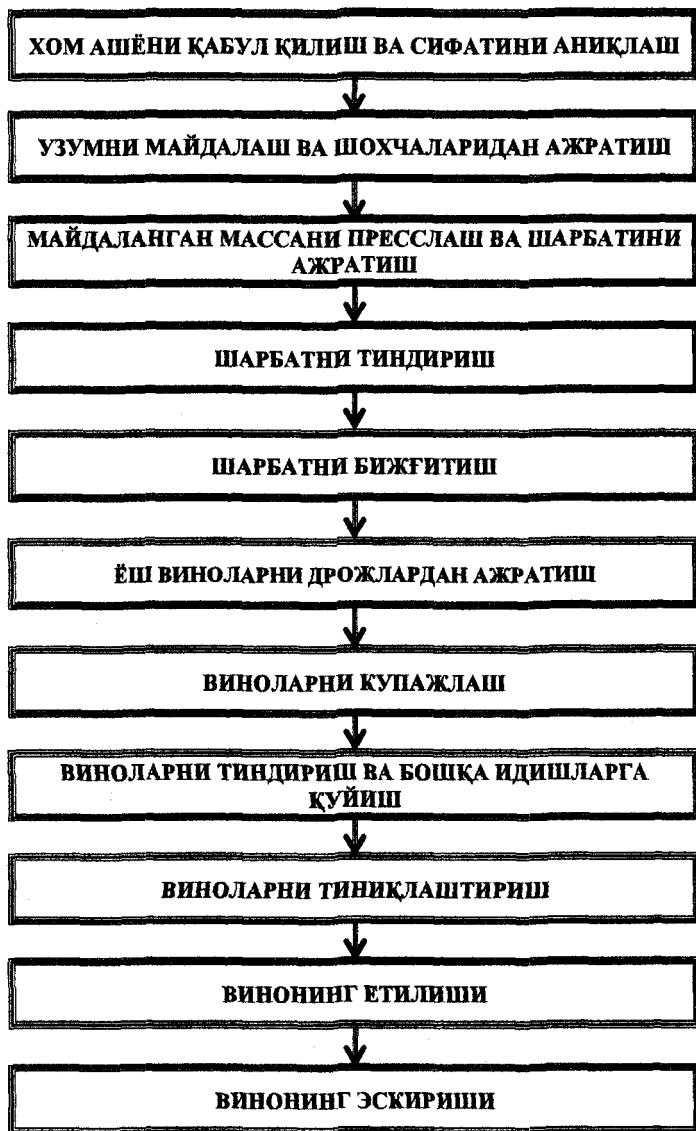 ХОМ АШЁНИ ҚАБУЛ ҚИЛИШ ВА СИФАТИНИ АНИҚЛАШ
УЗУМНИ МАЙДАЛАШ ВА ШОХЧАЛАРИДАН АЖРАТИШ
МАЙДАЛАНГАН МАССАНИ ПРЕССЛАШ ВА ШАРБАТИНИ
АЖРАТИШ
ШАРБАТНИ ТИНДИРИШ
ШАРБАТНИ БИЖҒИТИШ
ЁШ ВИНОЛАРНИ ДРОЖЛАРДАН АЖРАТИШ
ВИНОЛАРНИ КУПАЖЛАШ
ВИНОЛАРНИ ТИНДИРИШ ВА БОШҚА ИДИШЛАРГА
ҚУЙИШ
ВИНОЛАРНИ ТИНИҚЛАШТИРИШ
ВИНОНИНГ ЕТИЛИШИ
ВИНОНИНГ ЭСКИРИШИ